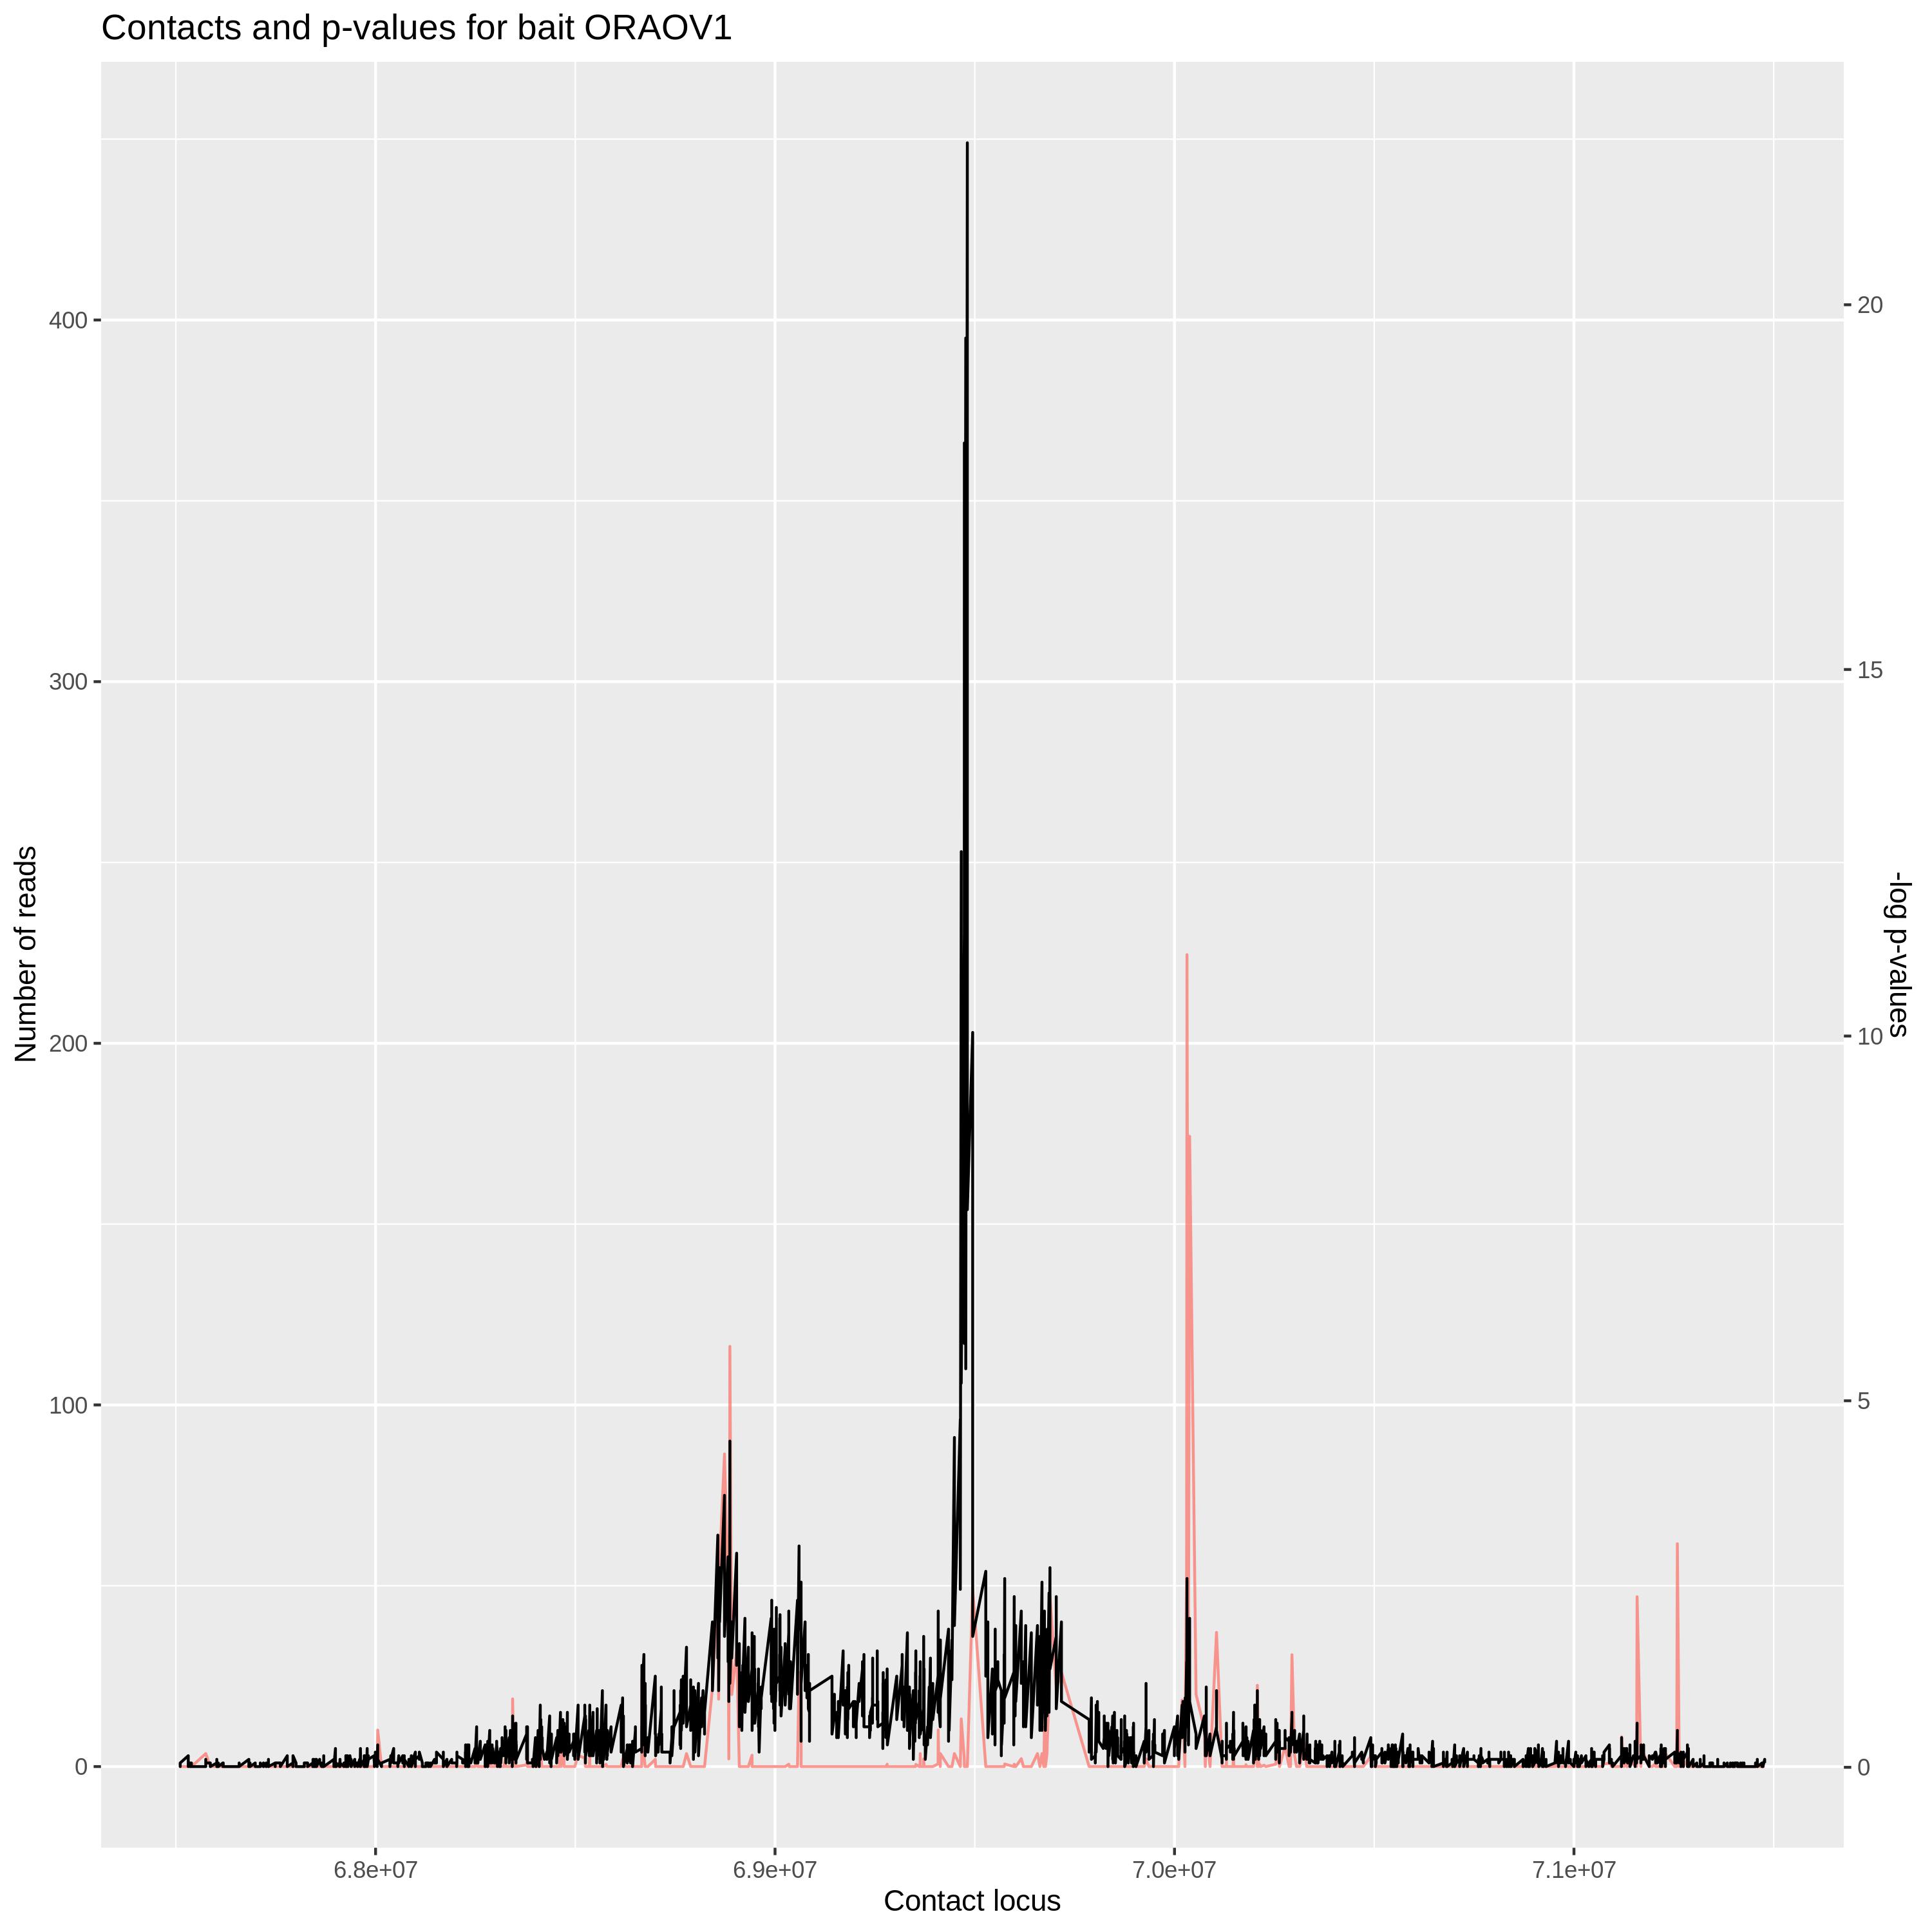 Contacts and p-values for bait ORAOV1
Number of reads
400
300
200
100
0
20
15
10
5
0
-log p-values
6.8e+07
6.9e+07
7.0e+07
7.1e+07
Contact locus